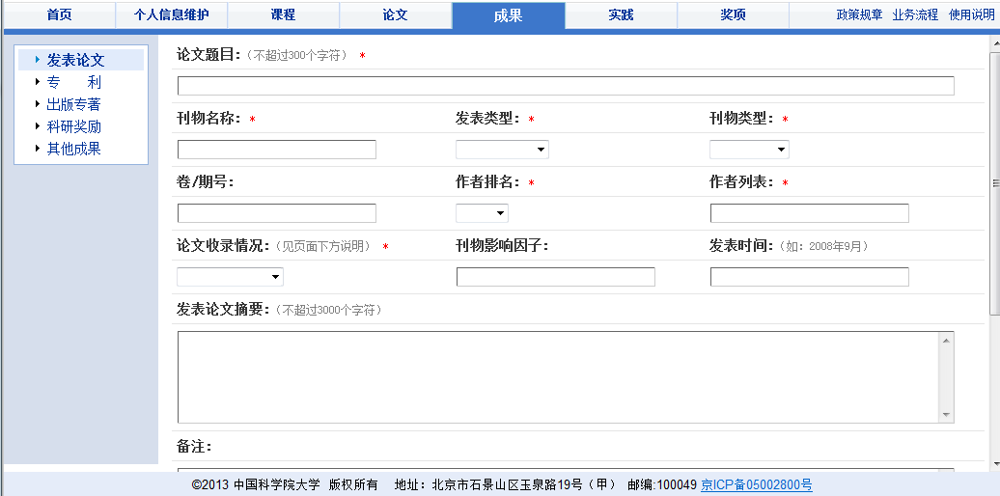 首页 个人信息维护 课程 论文 成果 实践 奖项 政策规章 业务流程 使用说明
发表论文
专 利
出版专著
科研奖励
其他成果
论文题目：（不超过300个字符） *
刊物名称： * 发表类型： * 刊物类型： *
卷/期号： 作者排名： * 作者列表： *
论文收录情况：（见页面下方说明） * 刊物影响因子： 发表时间：（如：2008年9月）
发表论文摘要：（不超过3000个字符）
备注：
©2013 中国科学院大学 版权所有 地址：北京市石景山区玉泉路19号（甲） 邮编:100049 京ICP备05002800号